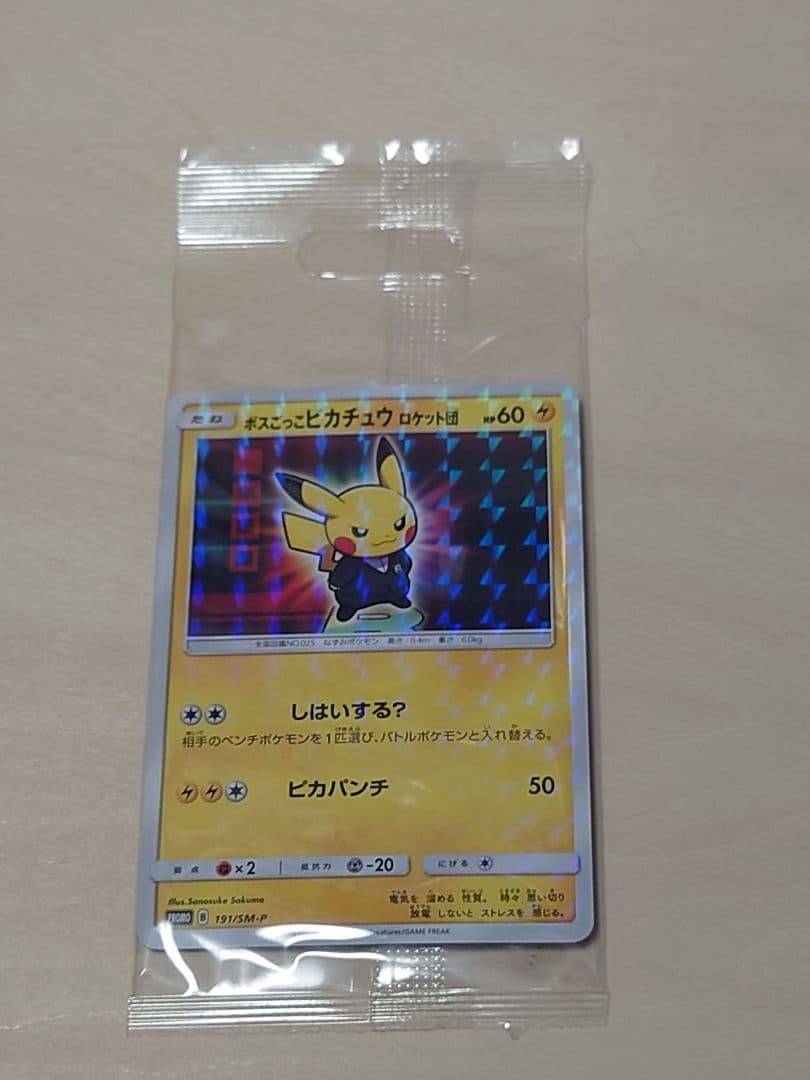 たね ボスごっこピカチュウ ロケット団 HP60
R
全国図鑑NO.025 ねずみポケモン 高さ:0.4m 重さ:6.0kg
しはいする?
相手のベンチポケモンを1匹選び、バトルポケモンと入れ替える。
ピカパンチ 50
弱点 ×2 抵抗力 -20 にげる
Illus.Sanosuke Sakuma
電気を 溜める 性質。 時々 思い切り
放電 しないと ストレスを 感じる。
PROMO B 191/SM-P
reatures/GAME FREAK.